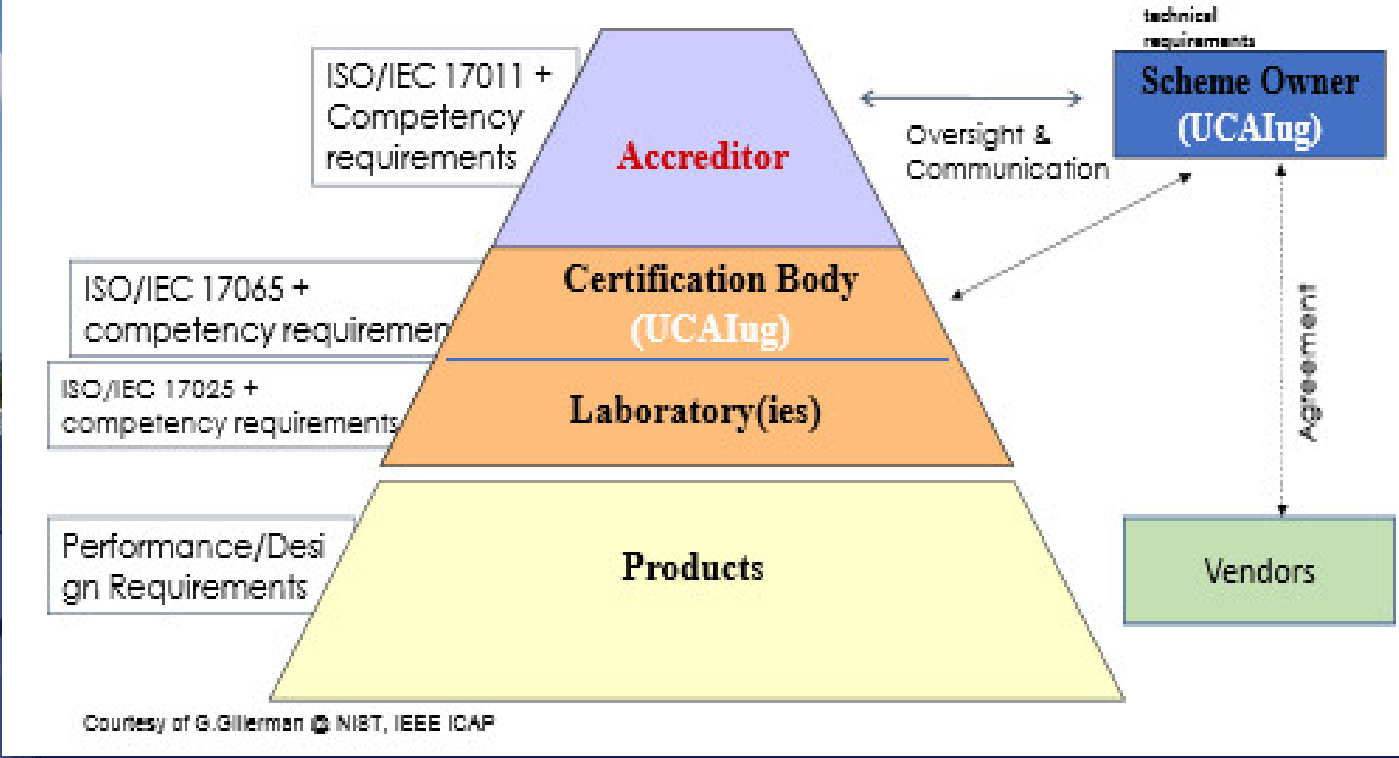 technical
requirements
ISO/IEC 17011 +
Competency
requirements
Accreditor
Oversight &
Communication
Scheme Owner
(UCAIug)
ISO/IEC 17065 +
competency requiremen
Certification Body
(UCAIug)
ISO/IEC 17025 +
competency requirements
Laboratory(ies)
Agreement
Performance/Desi
gn Requirements
Products
Vendors
Courtesy of G.Gillerman @ NIST, IEEE ICAP